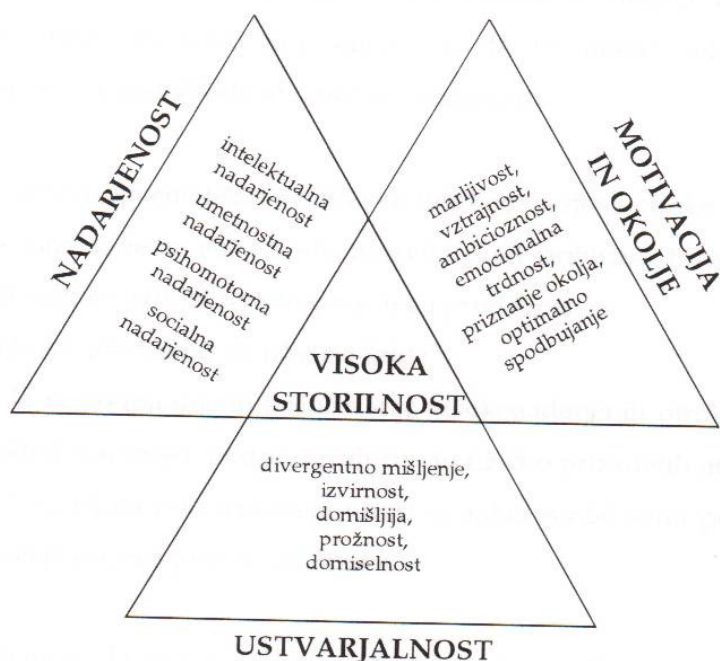 NADARJENOST
intelektualna
nadarjenost
umetnostna
nadarjenost
psihomotorna
nadarjenost
socialna
nadarjenost
MOTIVACIJA
IN OKOLJE
marljivost,
vztrajnost,
ambicioznost,
emocionalna
trdnost,
priznanje okolja,
optimalno
spodbujanje
VISOKA
STORILNOST
divergentno mišljenje,
izvirnost,
domišljija,
prožnost,
domiselnost
USTVARJALNOST